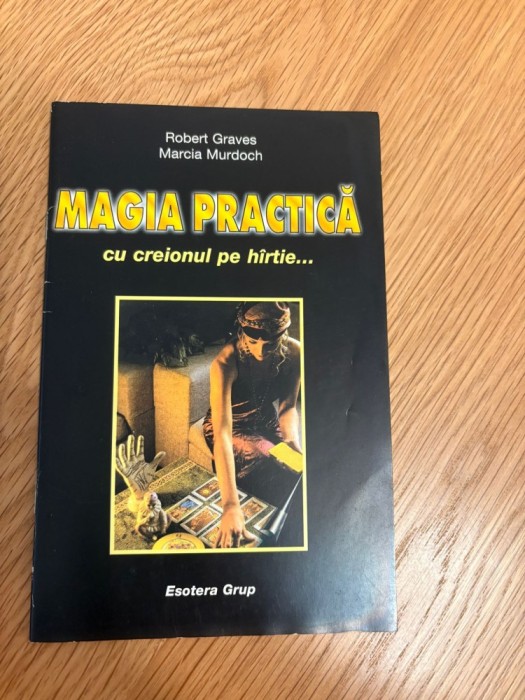 Robert Graves
Marcia Murdoch
MAGIA PRACTICĂ
cu creionul pe hîrtie...
Esotera Grup